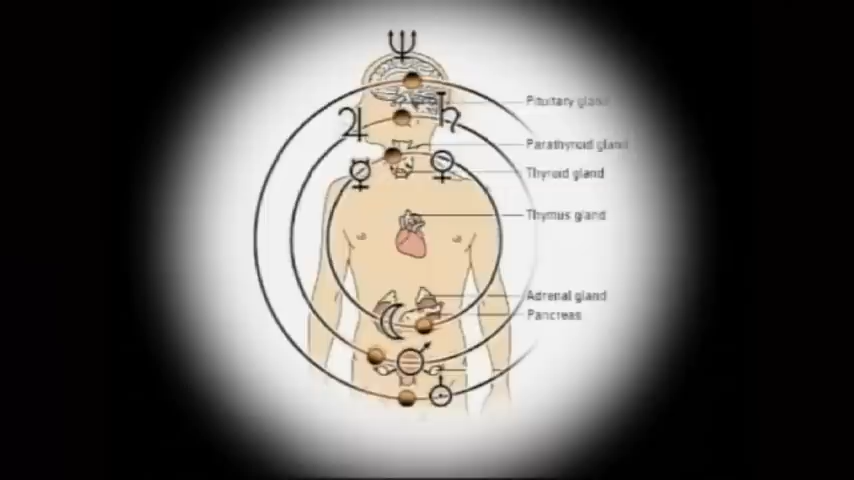 Pituitary gland
Parathyroid gland
Thyroid gland
Thymus gland
Adrenal gland
Pancreas